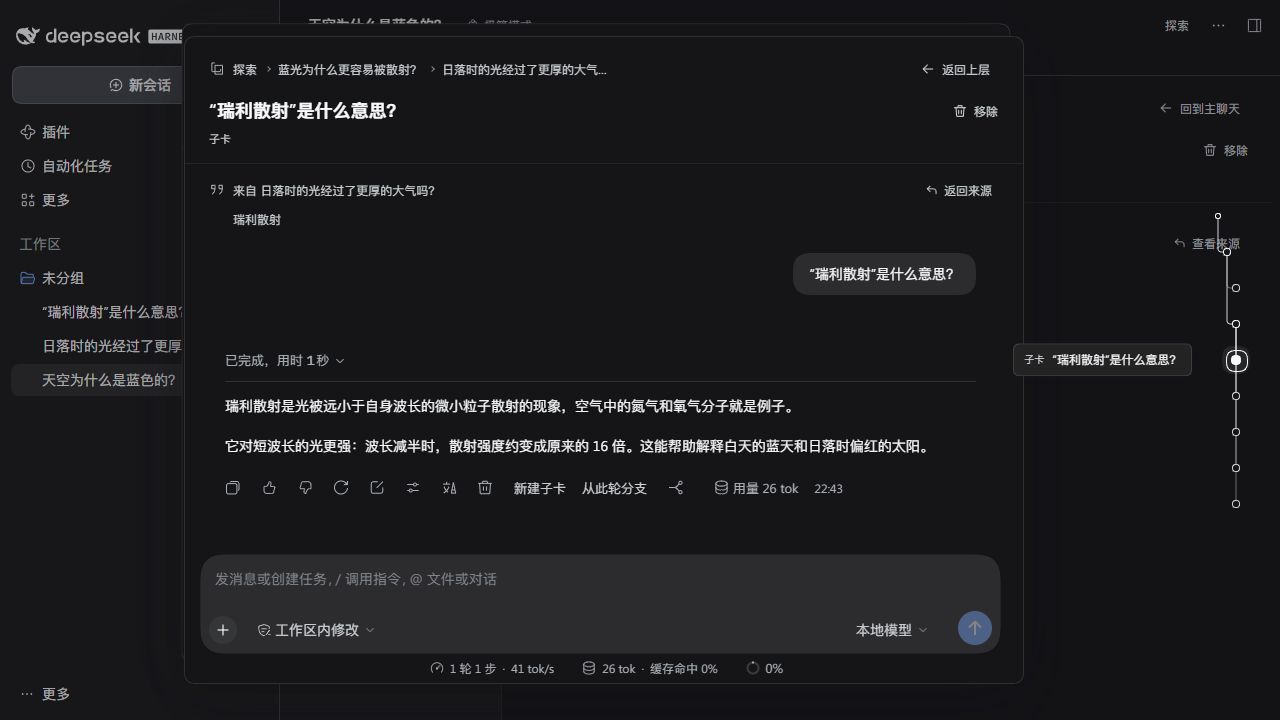 deepseek HARNE
新会话
插件
自动化任务
更多
工作区
未分组
“瑞利散射”是什么意思?
日落时的光经过了更厚
天空为什么是蓝色的?
更多
天空为什么是蓝色的?
探索
回到主聊天
移除
查看来源
探索 › 蓝光为什么更容易被散射? › 日落时的光经过了更厚的大气...
返回上层
“瑞利散射”是什么意思?
移除
子卡
来自 日落时的光经过了更厚的大气吗?
返回来源
瑞利散射
“瑞利散射”是什么意思?
已完成，用时 1 秒
瑞利散射是光被远小于自身波长的微小粒子散射的现象，空气中的氮气和氧气分子就是例子。
它对短波长的光更强：波长减半时，散射强度约变成原来的 16 倍。这能帮助解释白天的蓝天和日落时偏红的太阳。
新建子卡 从此轮分支 用量 26 tok 22:43
子卡 “瑞利散射”是什么意思?
发消息或创建任务, / 调用指令, @ 文件或对话
工作区内修改
本地模型
1 轮 1 步 · 41 tok/s 26 tok · 缓存命中 0% 0%